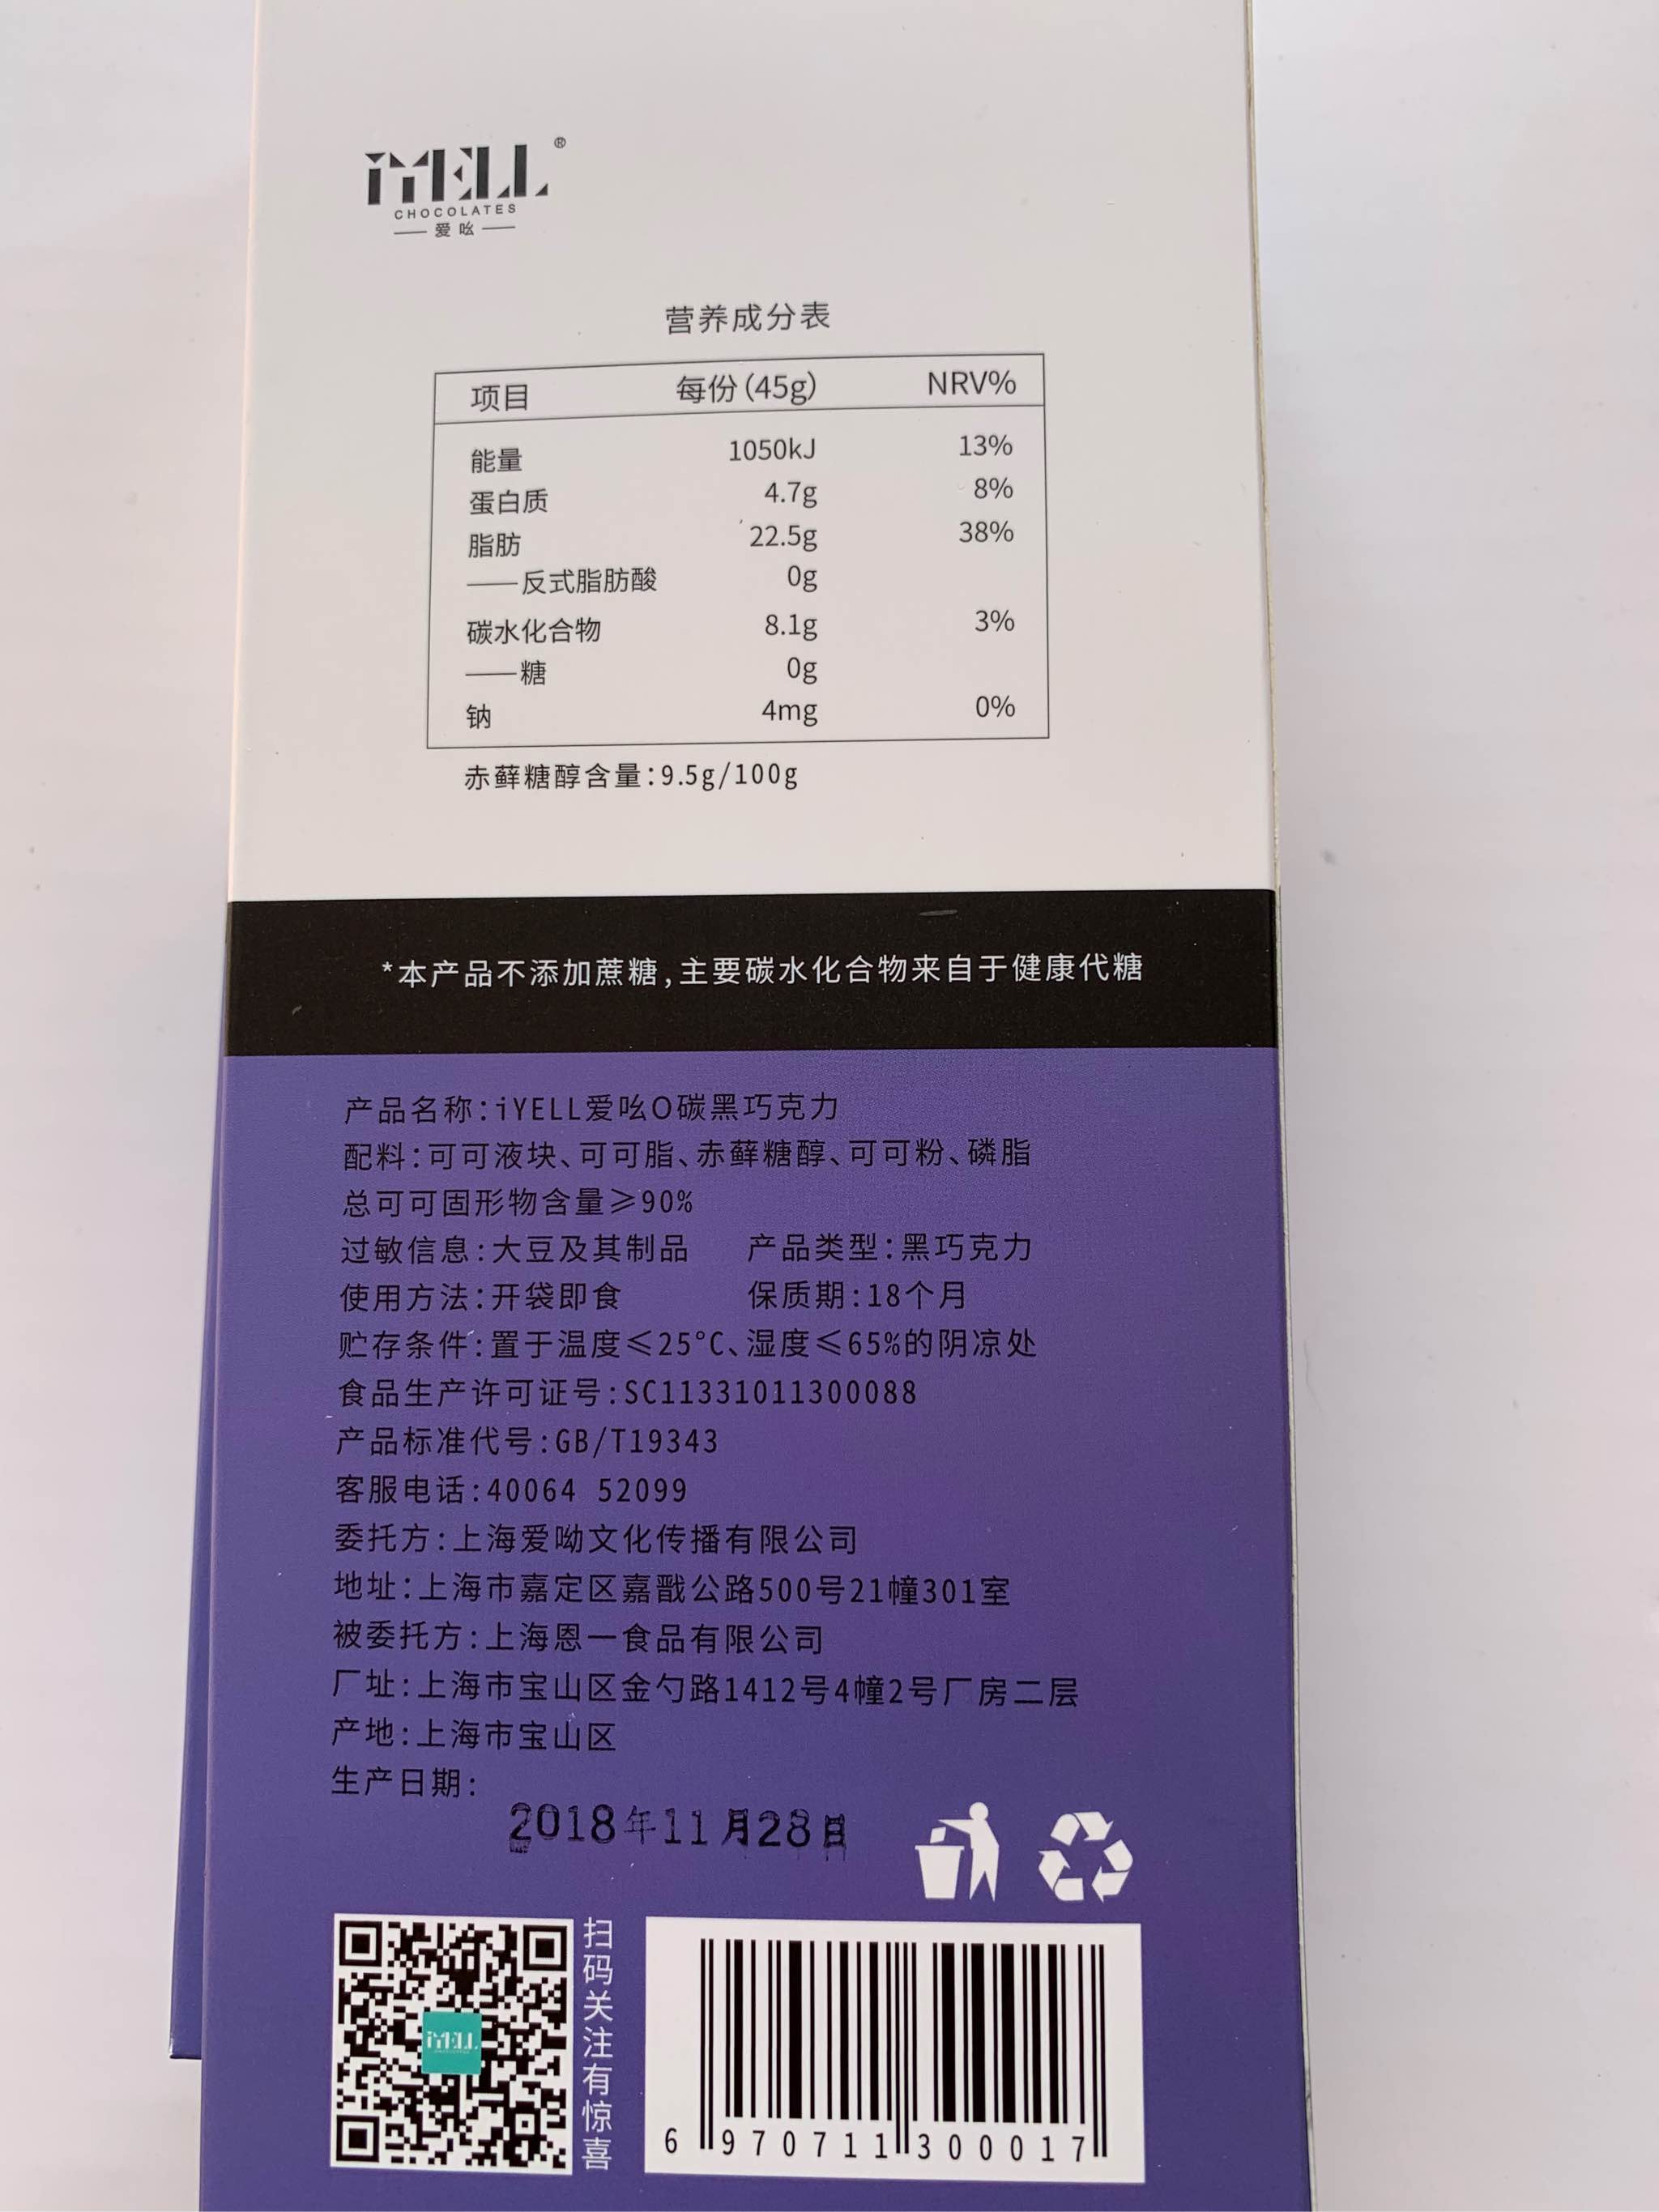 iYELL®
CHOCOLATES
爱吆
营养成分表
项目 每份(45g) NRV%
能量 1050kJ 13%
蛋白质 4.7g 8%
脂肪 22.5g 38%
——反式脂肪酸 0g
碳水化合物 8.1g 3%
——糖 0g
钠 4mg 0%
赤藓糖醇含量:9.5g/100g
*本产品不添加蔗糖,主要碳水化合物来自于健康代糖
产品名称:iYELL爱吆O碳黑巧克力
配料:可可液块、可可脂、赤藓糖醇、可可粉、磷脂
总可可固形物含量≥90%
过敏信息:大豆及其制品 产品类型:黑巧克力
使用方法:开袋即食 保质期:18个月
贮存条件:置于温度≤25°C、湿度≤65%的阴凉处
食品生产许可证号:SC11331011300088
产品标准代号:GB/T19343
客服电话:40064 52099
委托方:上海爱呦文化传播有限公司
地址:上海市嘉定区嘉戬公路500号21幢301室
被委托方:上海恩一食品有限公司
厂址:上海市宝山区金勺路1412号4幢2号厂房二层
产地:上海市宝山区
生产日期:
2018年11月28日
扫码关注有惊喜
iYELL
6 970711 300017